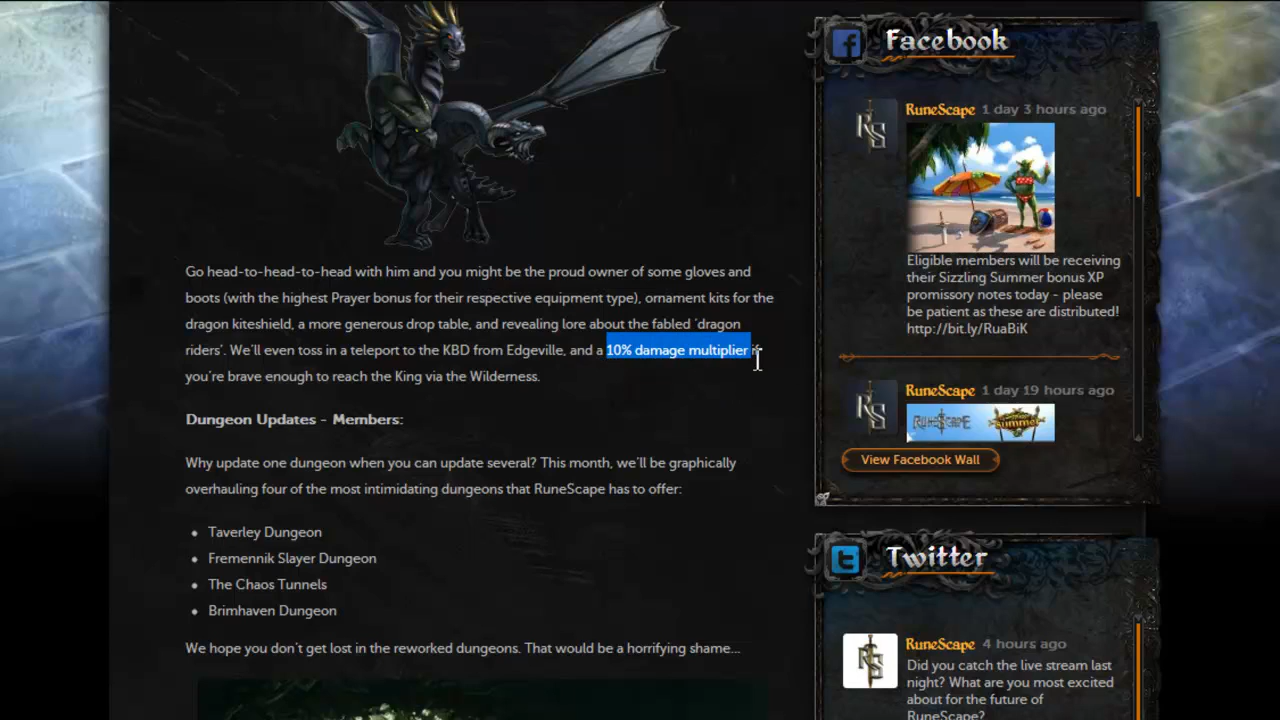 Go head-to-head-to-head with him and you might be the proud owner of some gloves and
boots (with the highest Prayer bonus for their respective equipment type), ornament kits for the
dragon kiteshield, a more generous drop table, and revealing lore about the fabled 'dragon
riders'. We'll even toss in a teleport to the KBD from Edgeville, and a 10% damage multiplier if
you're brave enough to reach the King via the Wilderness.
Dungeon Updates - Members:
Why update one dungeon when you can update several? This month, we'll be graphically
overhauling four of the most intimidating dungeons that RuneScape has to offer:
Taverley Dungeon
Fremennik Slayer Dungeon
The Chaos Tunnels
Brimhaven Dungeon
We hope you don't get lost in the reworked dungeons. That would be a horrifying shame...
Facebook
RS
RuneScape 1 day 3 hours ago
Eligible members will be receiving
their Sizzling Summer bonus XP
promissory notes today - please
be patient as these are distributed!
http://bit.ly/RuaBiK
RS
RuneScape 1 day 19 hours ago
RUNESCAPE
Summer
View Facebook Wall
Twitter
RS
RuneScape 4 hours ago
Did you catch the live stream last
night? What are you most excited
about for the future of
RuneScape?